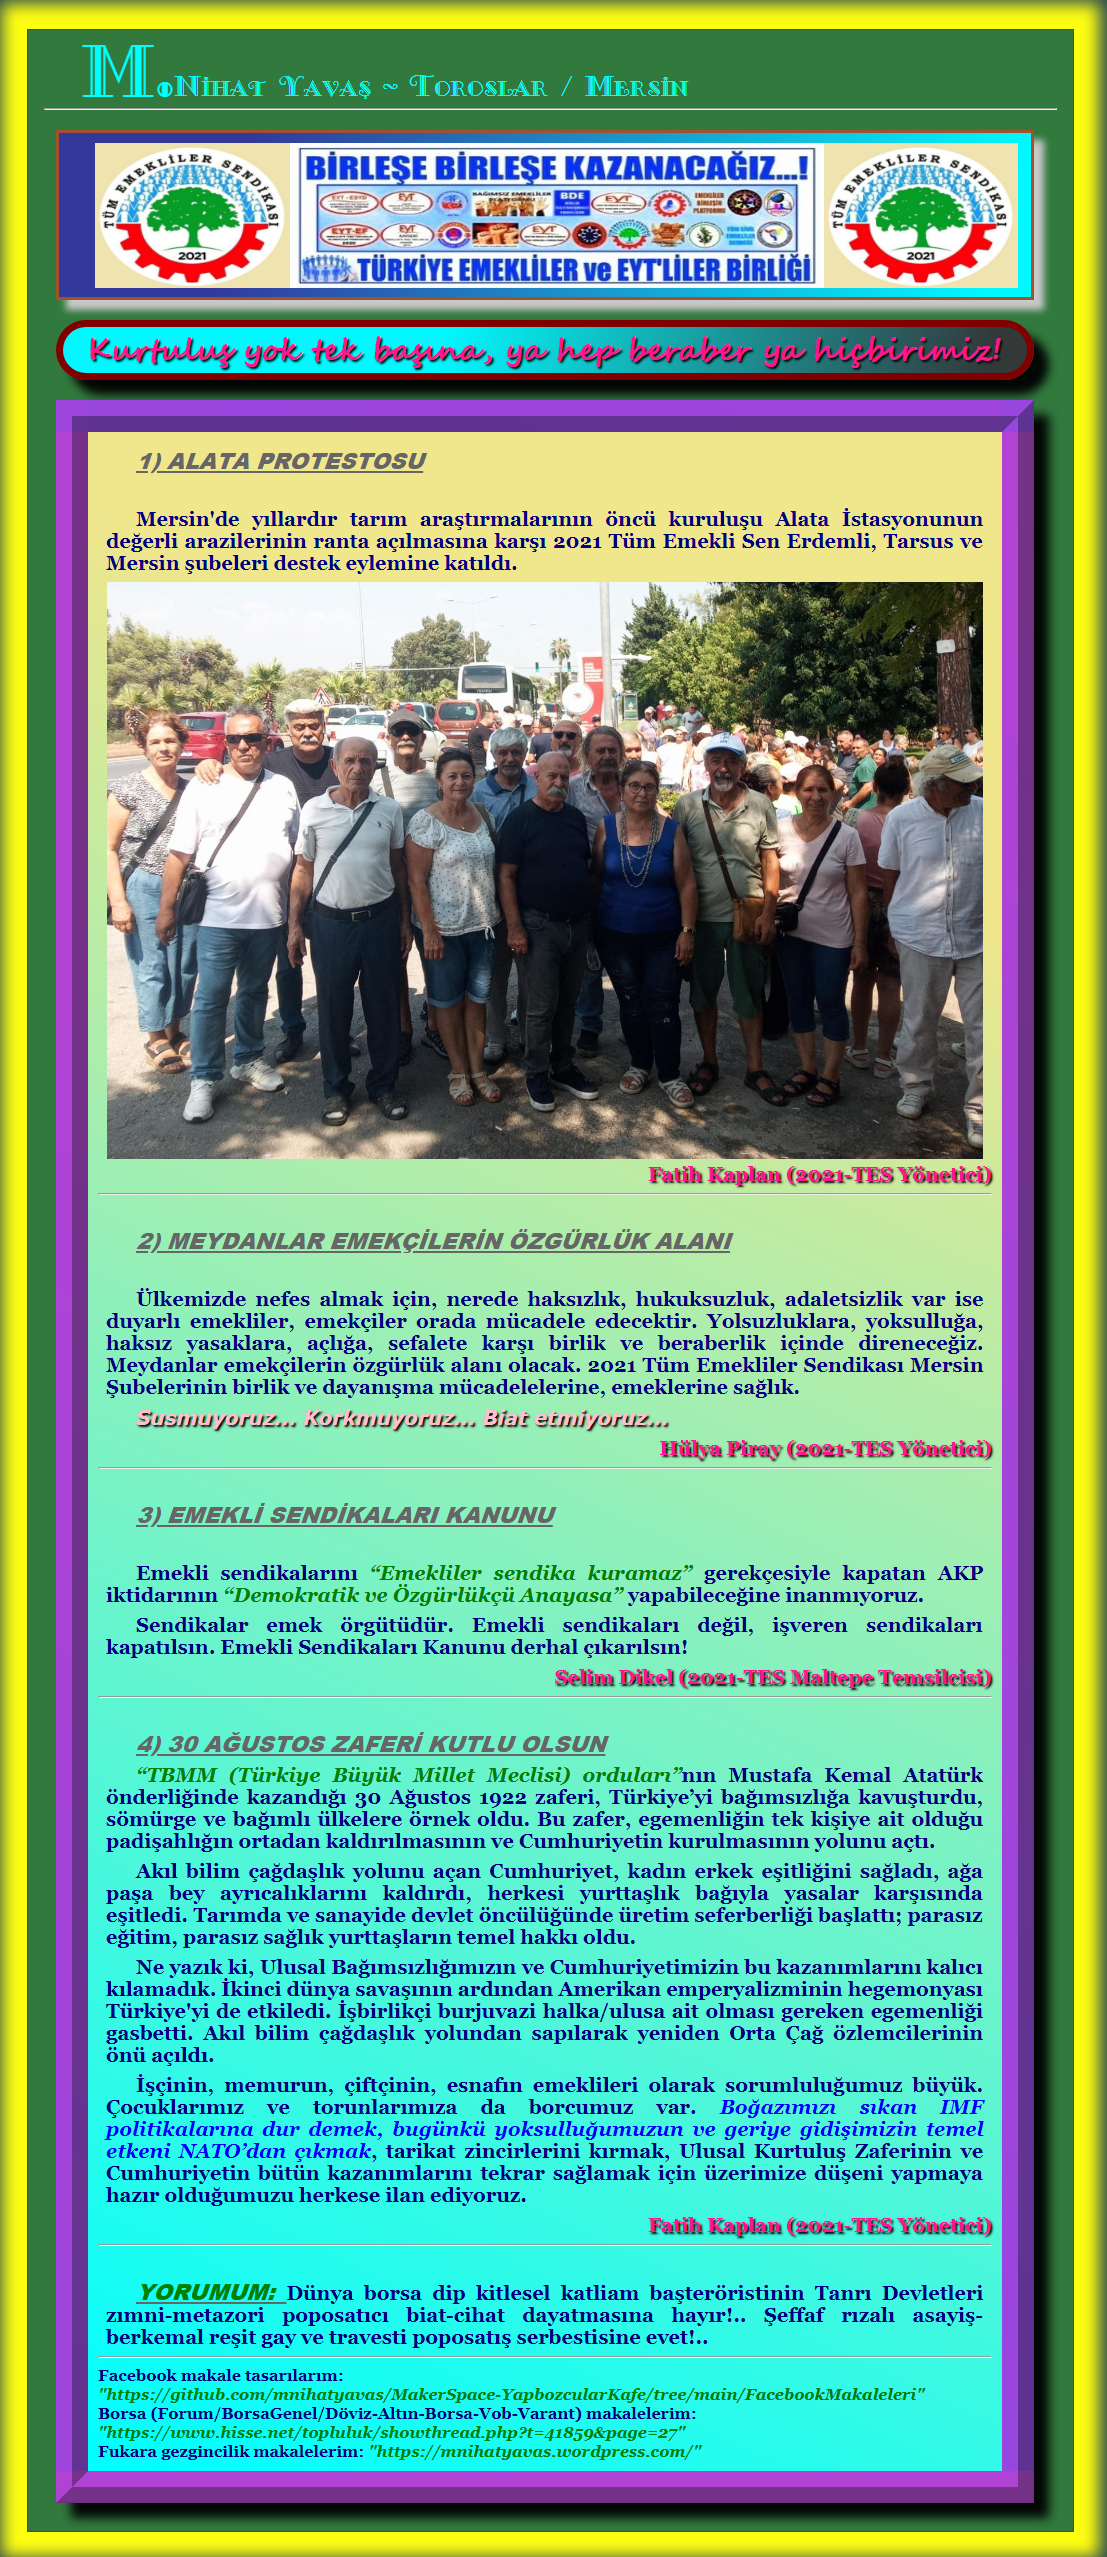 M●NİHAT YAVAŞ ~ TOROSLAR / MERSİN
TÜM EMEKLİLER SENDİKASI
2021
BİRLEŞE BİRLEŞE KAZANACAĞIZ...!
BAĞIMSIZ EMEKLİLER
BDE
EYT
EYT
EYT-EF
EYT
TÜRKİYE EMEKLİLER ve EYT'LİLER BİRLİĞİ
TÜM EMEKLİLER SENDİKASI
2021
Kurtuluş yok tek başına, ya hep beraber ya hiçbirimiz!
1) ALATA PROTESTOSU
Mersin'de yıllardır tarım araştırmalarının öncü kuruluşu Alata İstasyonunun
değerli arazilerinin ranta açılmasına karşı 2021 Tüm Emekli Sen Erdemli, Tarsus ve
Mersin şubeleri destek eylemine katıldı.
Fatih Kaplan (2021-TES Yönetici)
2) MEYDANLAR EMEKÇİLERİN ÖZGÜRLÜK ALANI
Ülkemizde nefes almak için, nerede haksızlık, hukuksuzluk, adaletsizlik var ise
duyarlı emekliler, emekçiler orada mücadele edecektir. Yolsuzluklara, yoksulluğa,
haksız yasaklara, açlığa, sefalete karşı birlik ve beraberlik içinde direneceğiz.
Meydanlar emekçilerin özgürlük alanı olacak. 2021 Tüm Emekliler Sendikası Mersin
Şubelerinin birlik ve dayanışma mücadelelerine, emeklerine sağlık.
Susmuyoruz... Korkmuyoruz... Biat etmiyoruz...
Hülya Piray (2021-TES Yönetici)
3) EMEKLİ SENDİKALARI KANUNU
Emekli sendikalarını “Emekliler sendika kuramaz” gerekçesiyle kapatan AKP
iktidarının “Demokratik ve Özgürlükçü Anayasa” yapabileceğine inanmıyoruz.
Sendikalar emek örgütüdür. Emekli sendikaları değil, işveren sendikaları
kapatılsın. Emekli Sendikaları Kanunu derhal çıkarılsın!
Selim Dikel (2021-TES Maltepe Temsilcisi)
4) 30 AĞUSTOS ZAFERİ KUTLU OLSUN
“TBMM (Türkiye Büyük Millet Meclisi) orduları”nın Mustafa Kemal Atatürk
önderliğinde kazandığı 30 Ağustos 1922 zaferi, Türkiye’yi bağımsızlığa kavuşturdu,
sömürge ve bağımlı ülkelere örnek oldu. Bu zafer, egemenliğin tek kişiye ait olduğu
padişahlığın ortadan kaldırılmasının ve Cumhuriyetin kurulmasının yolunu açtı.
Akıl bilim çağdaşlık yolunu açan Cumhuriyet, kadın erkek eşitliğini sağladı, ağa
paşa bey ayrıcalıklarını kaldırdı, herkesi yurttaşlık bağıyla yasalar karşısında
eşitledi. Tarımda ve sanayide devlet öncülüğünde üretim seferberliği başlattı; parasız
eğitim, parasız sağlık yurttaşların temel hakkı oldu.
Ne yazık ki, Ulusal Bağımsızlığımızın ve Cumhuriyetimizin bu kazanımlarını kalıcı
kılamadık. İkinci dünya savaşının ardından Amerikan emperyalizminin hegemonyası
Türkiye'yi de etkiledi. İşbirlikçi burjuvazi halka/ulusa ait olması gereken egemenliği
gasbetti. Akıl bilim çağdaşlık yolundan sapılarak yeniden Orta Çağ özlemcilerinin
önü açıldı.
İşçinin, memurun, çiftçinin, esnafın emeklileri olarak sorumluluğumuz büyük.
Çocuklarımız ve torunlarımıza da borcumuz var. Boğazımızı sıkan IMF
politikalarına dur demek, bugünkü yoksulluğumuzun ve geriye gidişimizin temel
etkeni NATO’dan çıkmak, tarikat zincirlerini kırmak, Ulusal Kurtuluş Zaferinin ve
Cumhuriyetin bütün kazanımlarını tekrar sağlamak için üzerimize düşeni yapmaya
hazır olduğumuzu herkese ilan ediyoruz.
Fatih Kaplan (2021-TES Yönetici)
YORUMUM: Dünya borsa dip kitlesel katliam başteröristinin Tanrı Devletleri
zımni-metazori poposatıcı biat-cihat dayatmasına hayır!.. Şeffaf rızalı asayiş-
berkemal reşit gay ve travesti poposatış serbestisine evet!..
Facebook makale tasarılarım:
"https://github.com/mnihatyavas/MakerSpace-YapbozcularKafe/tree/main/FacebookMakaleleri"
Borsa (Forum/BorsaGenel/Döviz-Altın-Borsa-Vob-Varant) makalelerim:
"https://www.hisse.net/topluluk/showthread.php?t=41859&page=27"
Fukara gezgincilik makalelerim: "https://mnihatyavas.wordpress.com/"